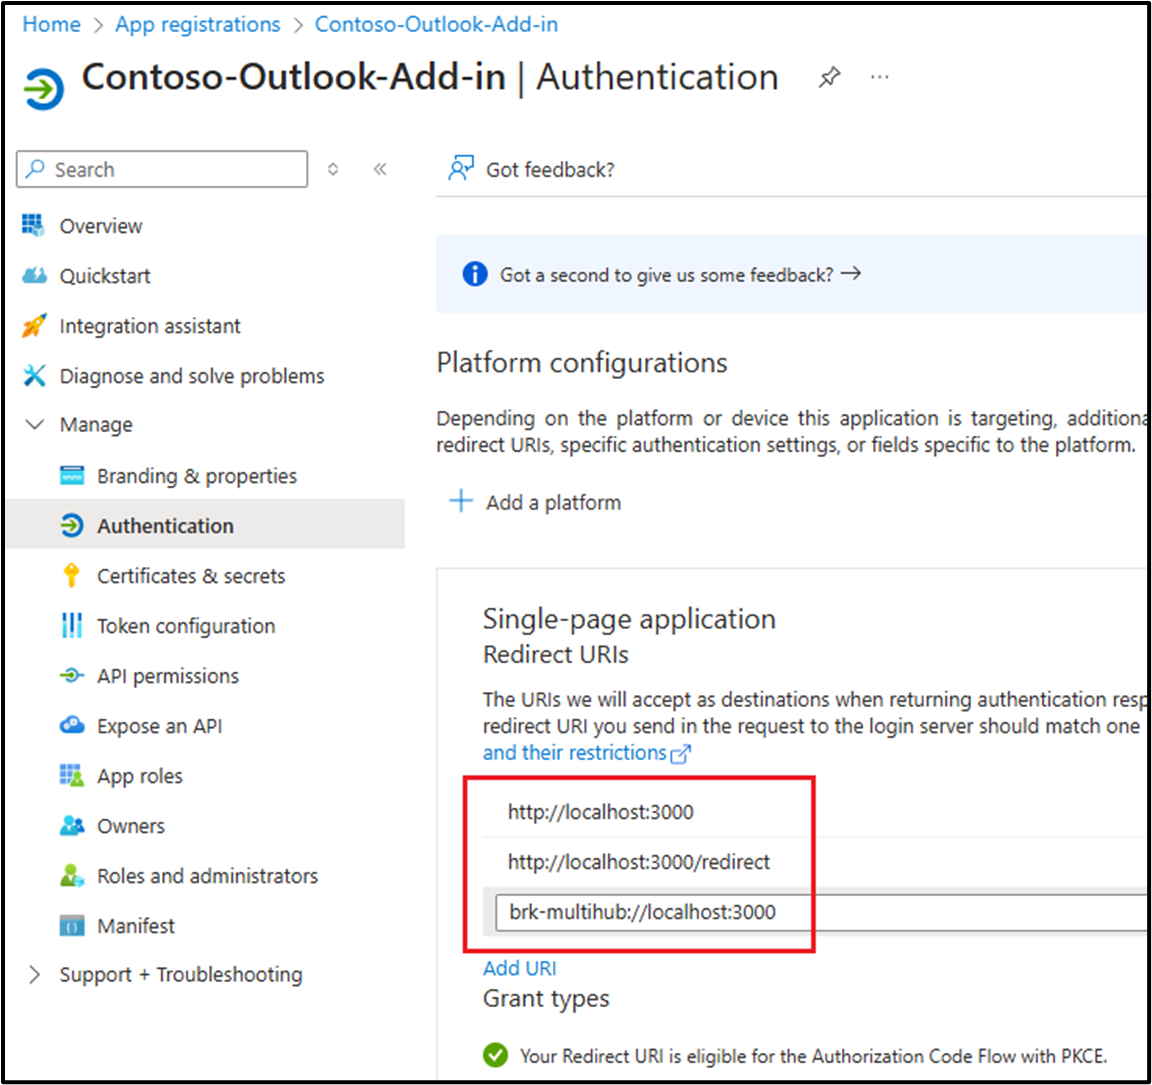 Home > App registrations > Contoso-Outlook-Add-in
Contoso-Outlook-Add-in | Authentication
Search
Overview
Quickstart
Integration assistant
Diagnose and solve problems
Manage
Branding & properties
Authentication
Certificates & secrets
Token configuration
API permissions
Expose an API
App roles
Owners
Roles and administrators
Manifest
Support + Troubleshooting
Got feedback?
Got a second to give us some feedback? →
Platform configurations
Depending on the platform or device this application is targeting, additiona
redirect URIs, specific authentication settings, or fields specific to the platform.
Add a platform
Single-page application
Redirect URIs
The URIs we will accept as destinations when returning authentication resp
redirect URI you send in the request to the login server should match one
and their restrictions
http://localhost:3000
http://localhost:3000/redirect
brk-multihub://localhost:3000
Add URI
Grant types
Your Redirect URI is eligible for the Authorization Code Flow with PKCE.